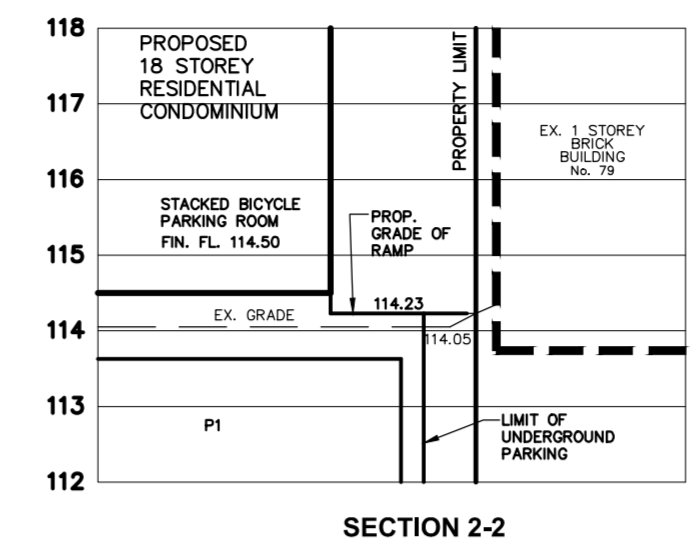 118
117
116
115
114
113
112
PROPOSED
18 STOREY
RESIDENTIAL
CONDOMINIUM
PROPERTY LIMIT
EX. 1 STOREY
BRICK
BUILDING
No. 79
STACKED BICYCLE
PARKING ROOM
FIN. FL. 114.50
PROP.
GRADE OF
RAMP
EX. GRADE
114.23
114.05
P1
LIMIT OF
UNDERGROUND
PARKING
SECTION 2-2